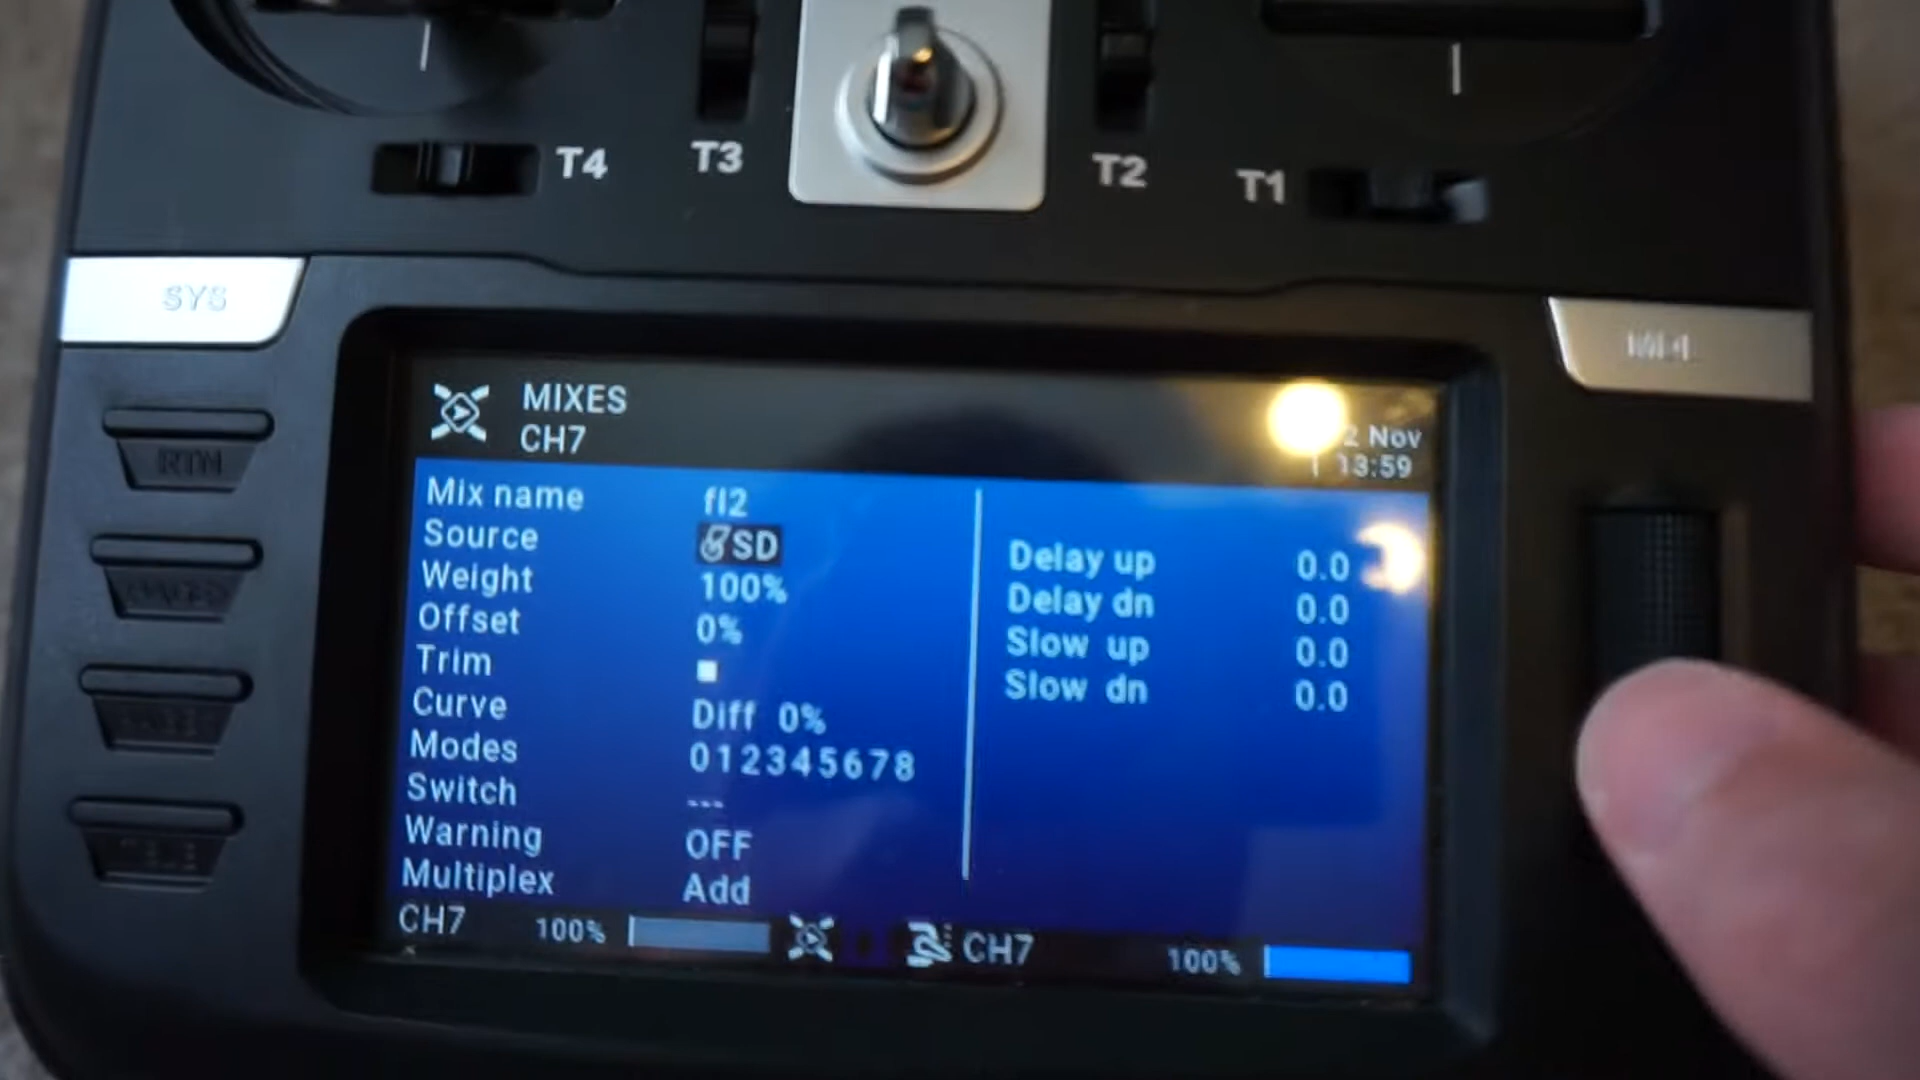 T4
T3
T2
T1
SYS
MIXES
CH7
2 Nov
13:59
Mix name fl2
Source SD
Weight 100%
Offset 0%
Trim
Curve Diff 0%
Modes 012345678
Switch ---
Warning OFF
Multiplex Add
Delay up 0.0
Delay dn 0.0
Slow up 0.0
Slow dn 0.0
CH7 100%
CH7 100%
RTN
TELE